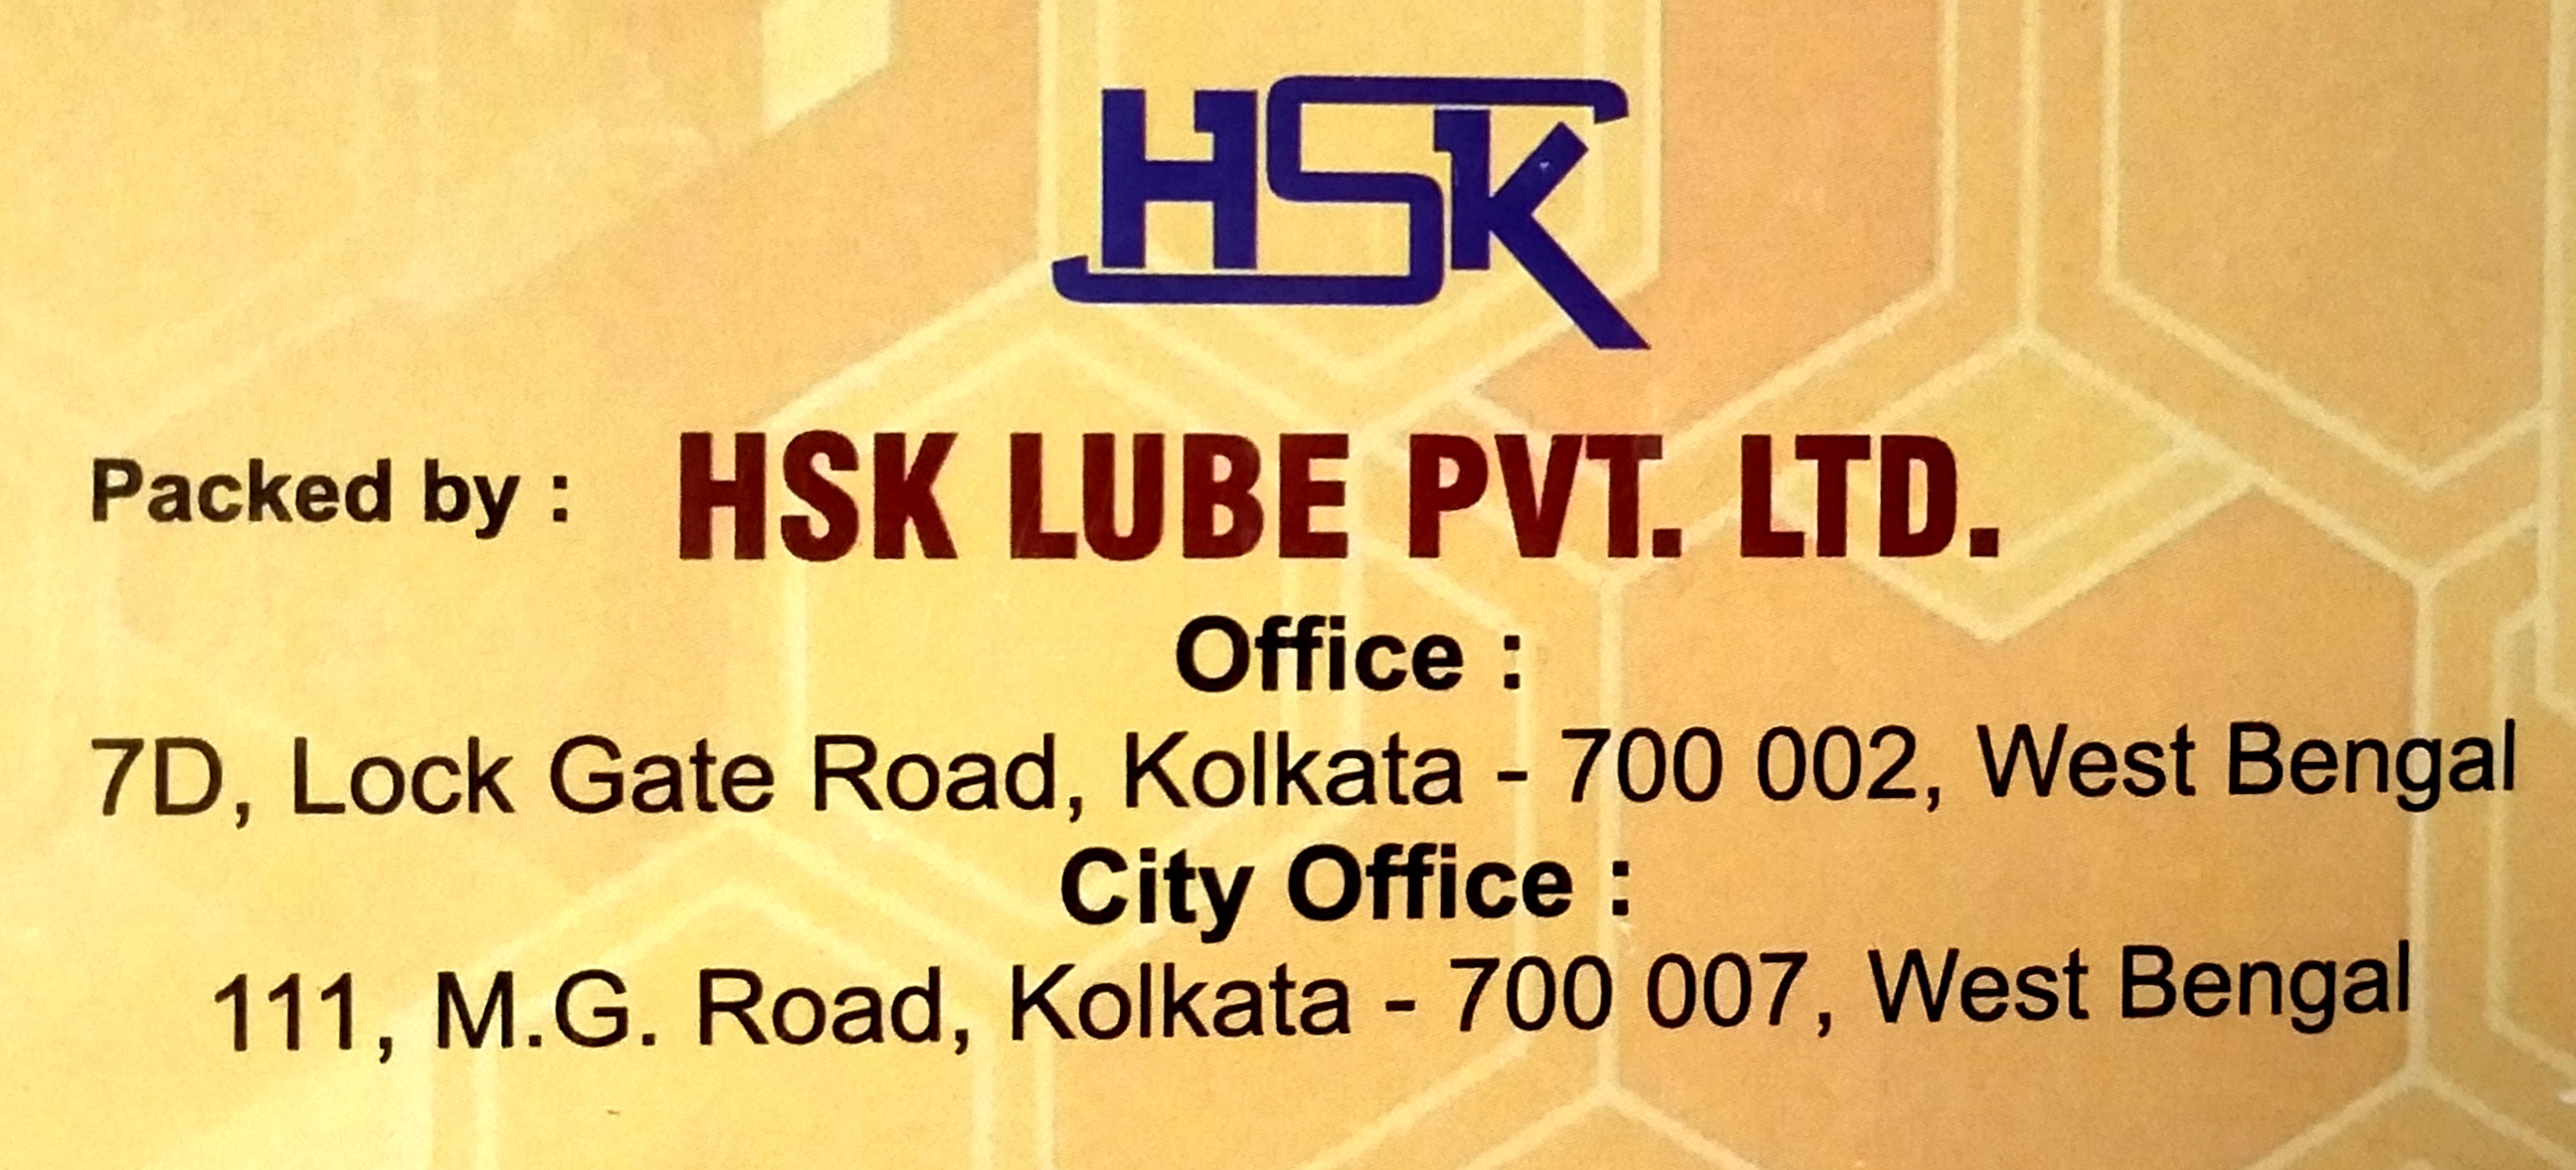 HSK
Packed by : HSK LUBE PVT. LTD.
Office :
7D, Lock Gate Road, Kolkata - 700 002, West Bengal
City Office :
111, M.G. Road, Kolkata - 700 007, West Bengal